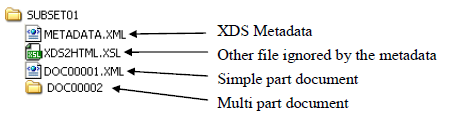 SUBSET01
METADATA.XML
XDS Metadata
XSL
XDS2HTML.XSL
Other file ignored by the metadata
DOC00001.XML
Simple part document
DOC00002
Multi part document